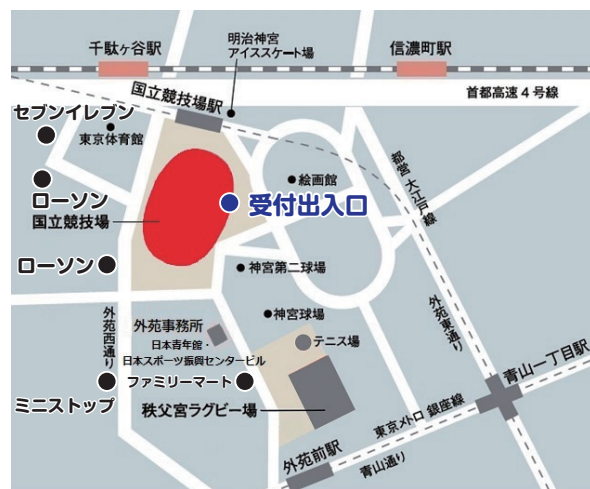 千駄ヶ谷駅
明治神宮
アイススケート場
信濃町駅
国立競技場駅
首都高速4号線
セブンイレブン
東京体育館
都営大江戸線
絵画館
ローソン
国立競技場
受付出入口
ローソン
神宮第二球場
外苑西通り
外苑事務所
神宮球場
外苑東通り
日本青年館・
日本スポーツ振興センタービル
テニス場
青山一丁目駅
ファミリーマート
ミニストップ
秩父宮ラグビー場
東京メトロ 銀座線
外苑前駅
青山通り